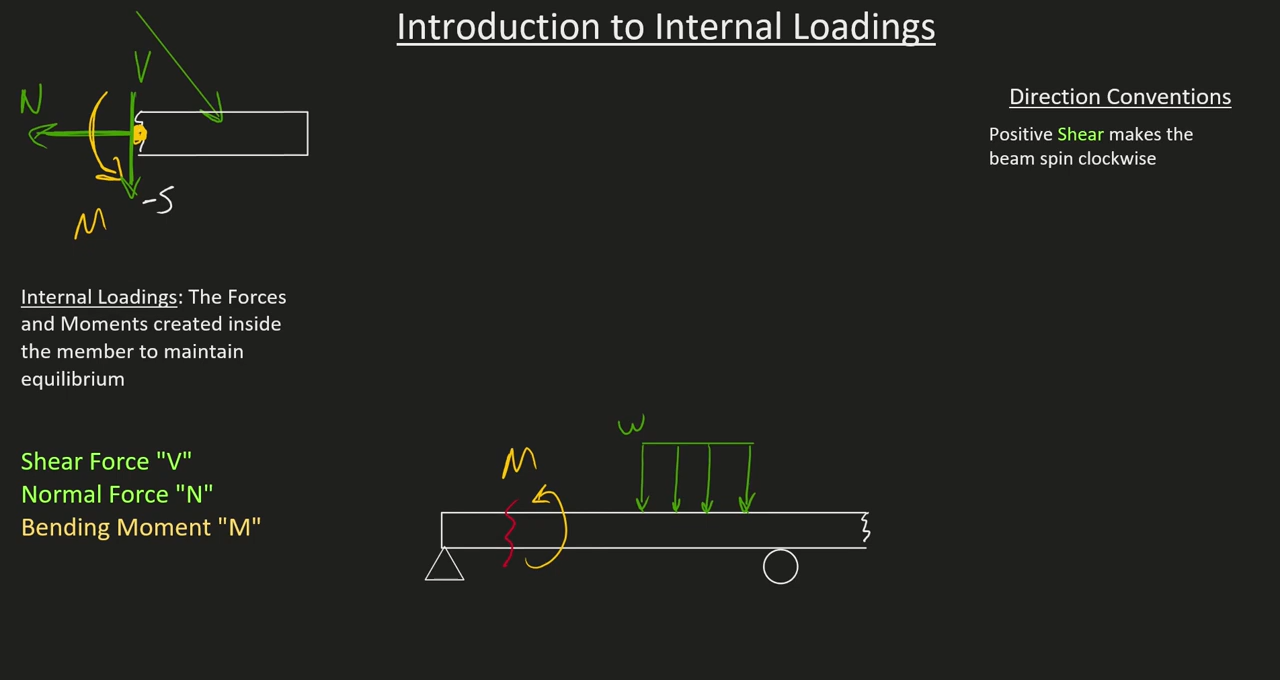 Introduction to Internal Loadings
V
N
-5
M
Direction Conventions
Positive Shear makes the
beam spin clockwise
Internal Loadings: The Forces
and Moments created inside
the member to maintain
equilibrium
Shear Force "V"
Normal Force "N"
Bending Moment "M"
w
M